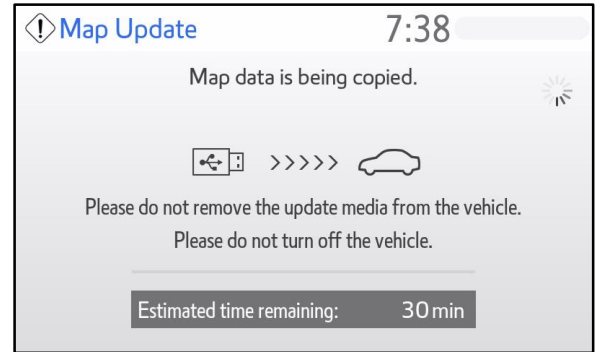 Map Update 7:38
Map data is being copied.
>>>>>
Please do not remove the update media from the vehicle.
Please do not turn off the vehicle.
Estimated time remaining: 30 min